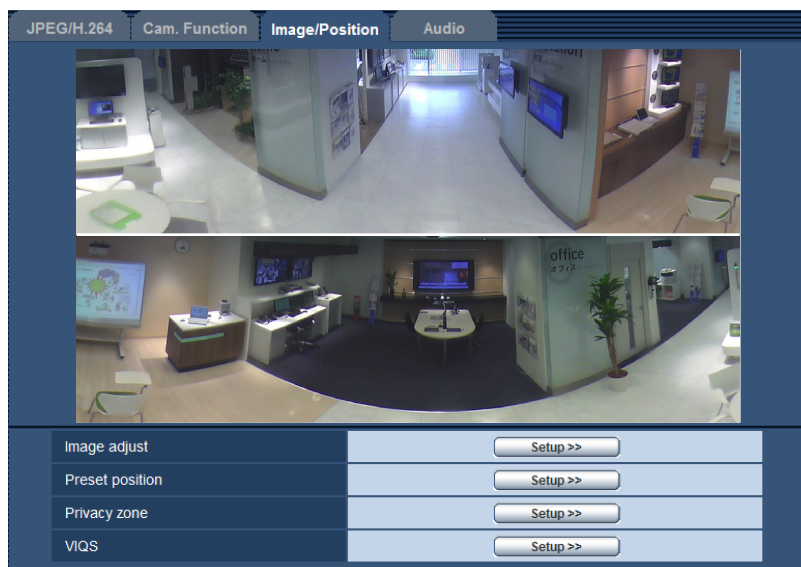 JPEG/H.264 Cam. Function Image/Position Audio
office
オフィス
Image adjust Setup >>
Preset position Setup >>
Privacy zone Setup >>
VIQS Setup >>